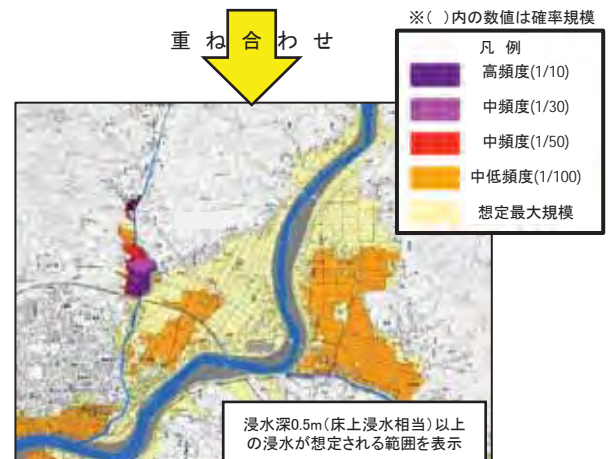 ※( )内の数値は確率規模
重 ね 合 わ せ
凡 例
高頻度(1/10)
中頻度(1/30)
中頻度(1/50)
中低頻度(1/100)
想定最大規模
浸水深0.5m(床上浸水相当)以上
の浸水が想定される範囲を表示